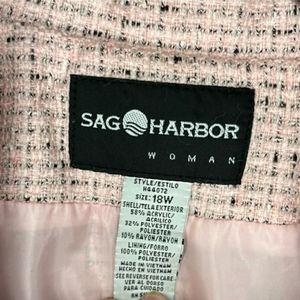 SAG HARBOR
WOMAN
STYLE/ESTILO
H66072
SIZE: 18W
SHELL/TELA EXTERIOR
58% ACRYLIC/
ACRILICO
32% POLYESTER/
POLIESTER
10% RAYON/RAYON
LINING/FORRO
100% POLYESTER/
POLIESTER
MADE IN VIETNAM
HECHO EN VIETNAM
SEE REVERSE FOR CARE
VER AL DORSO
PARA CUIDADO